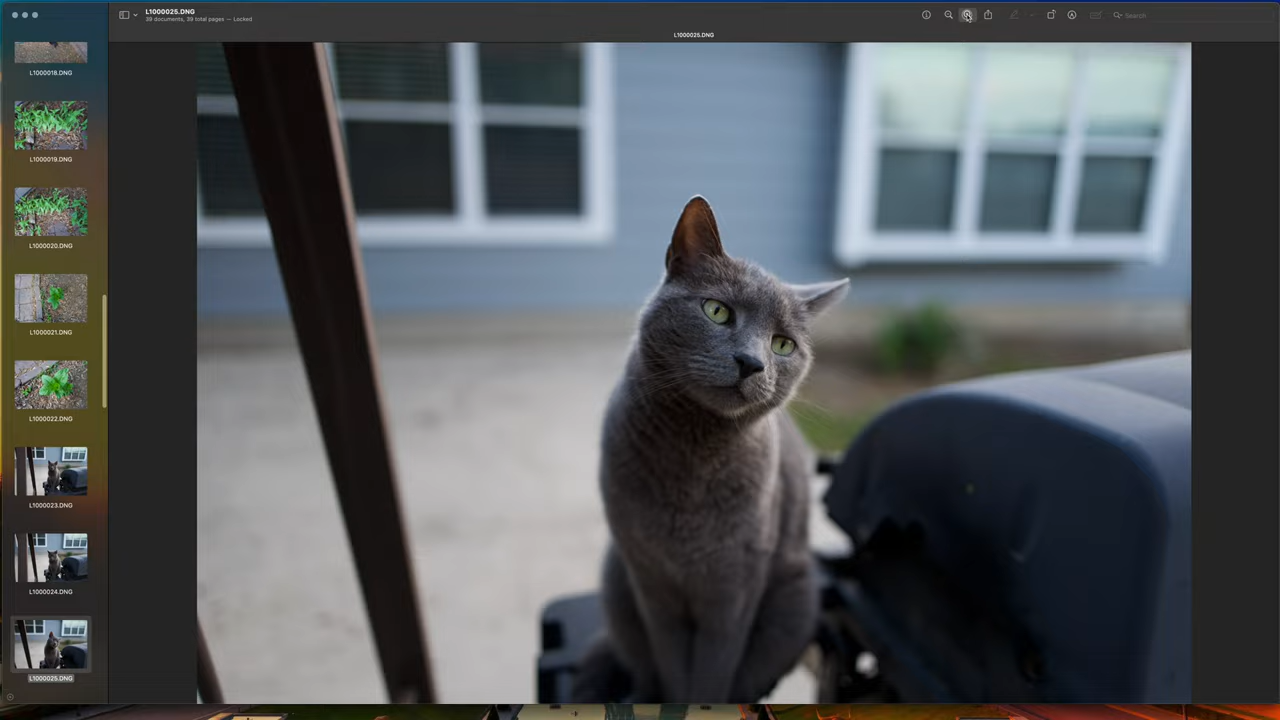 L1000025.DNG
39 documents, 39 total pages — Locked
Search
L1000025.DNG
L1000018.DNG
L1000019.DNG
L1000020.DNG
L1000021.DNG
L1000022.DNG
L1000023.DNG
L1000024.DNG
L1000025.DNG